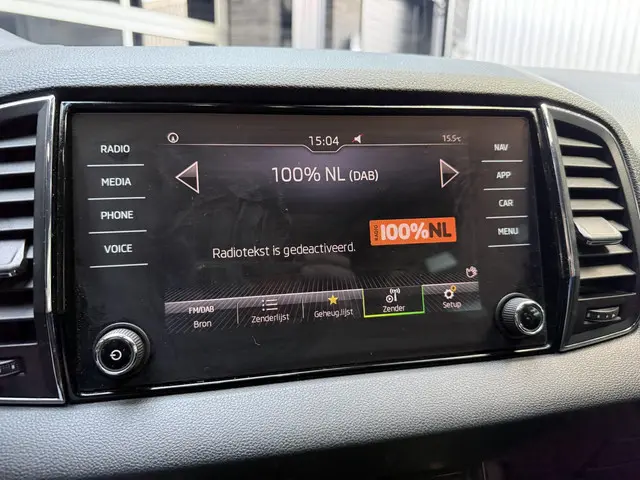 15:04
15.5°C
RADIO
MEDIA
PHONE
VOICE
100% NL (DAB)
RADIO 100%NL
Radiotekst is gedeactiveerd.
FM/DAB
Bron
Zenderlijst
Geheug.lijst
Zender
Setup
NAV
APP
CAR
MENU